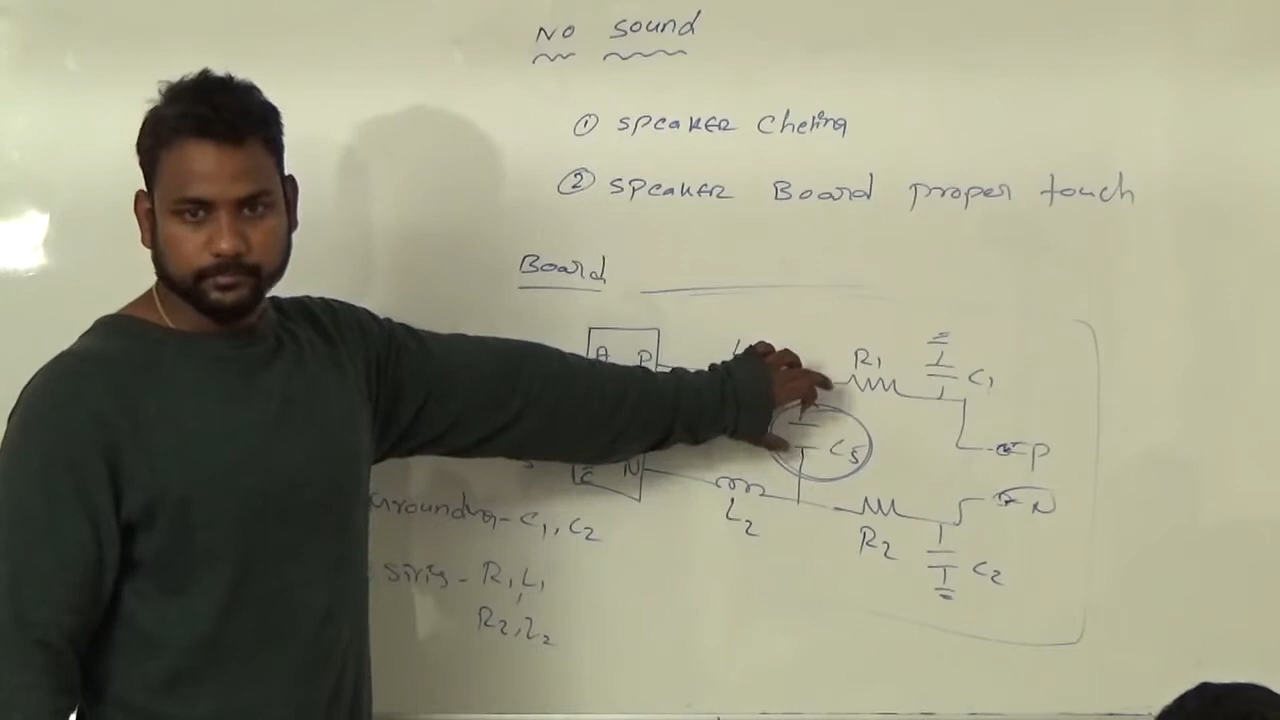 No sound
① SPeaKER Cheking
② SPeaKER Board proper touch
Board
A P
R1 C1
C5
P
C N
N
L2 R2 C2
Grounding - C1, C2
Siris - R1, L1
R2, L2